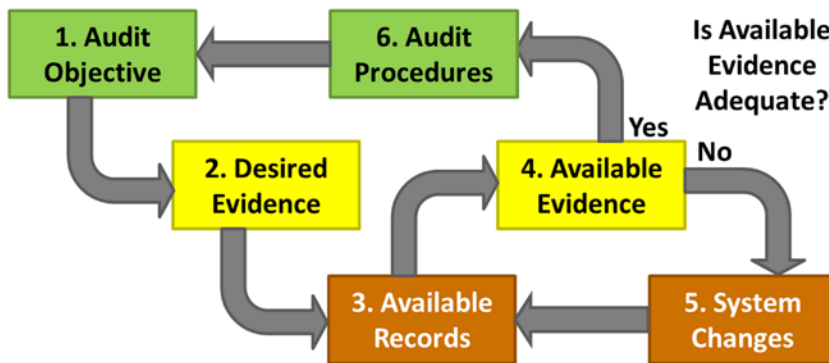 1. Audit
Objective
6. Audit
Procedures
Is Available
Evidence
Adequate?
Yes
No
2. Desired
Evidence
4. Available
Evidence
3. Available
Records
5. System
Changes